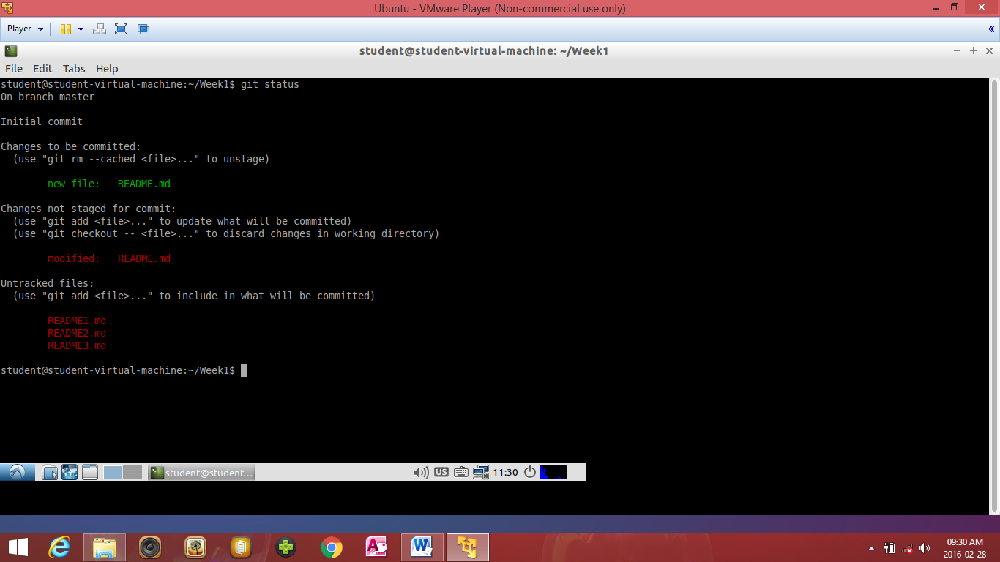 Ubuntu - VMware Player (Non-commercial use only)
Player
student@student-virtual-machine: ~/Week1
File Edit Tabs Help
student@student-virtual-machine:~/Week1$ git status
On branch master
Initial commit
Changes to be committed:
(use "git rm --cached <file>..." to unstage)
new file: README.md
Changes not staged for commit:
(use "git add <file>..." to update what will be committed)
(use "git checkout -- <file>..." to discard changes in working directory)
modified: README.md
Untracked files:
(use "git add <file>..." to include in what will be committed)
README1.md
README2.md
README3.md
student@student-virtual-machine:~/Week1$
student@student... US 11:30
09:30 AM
2016-02-28